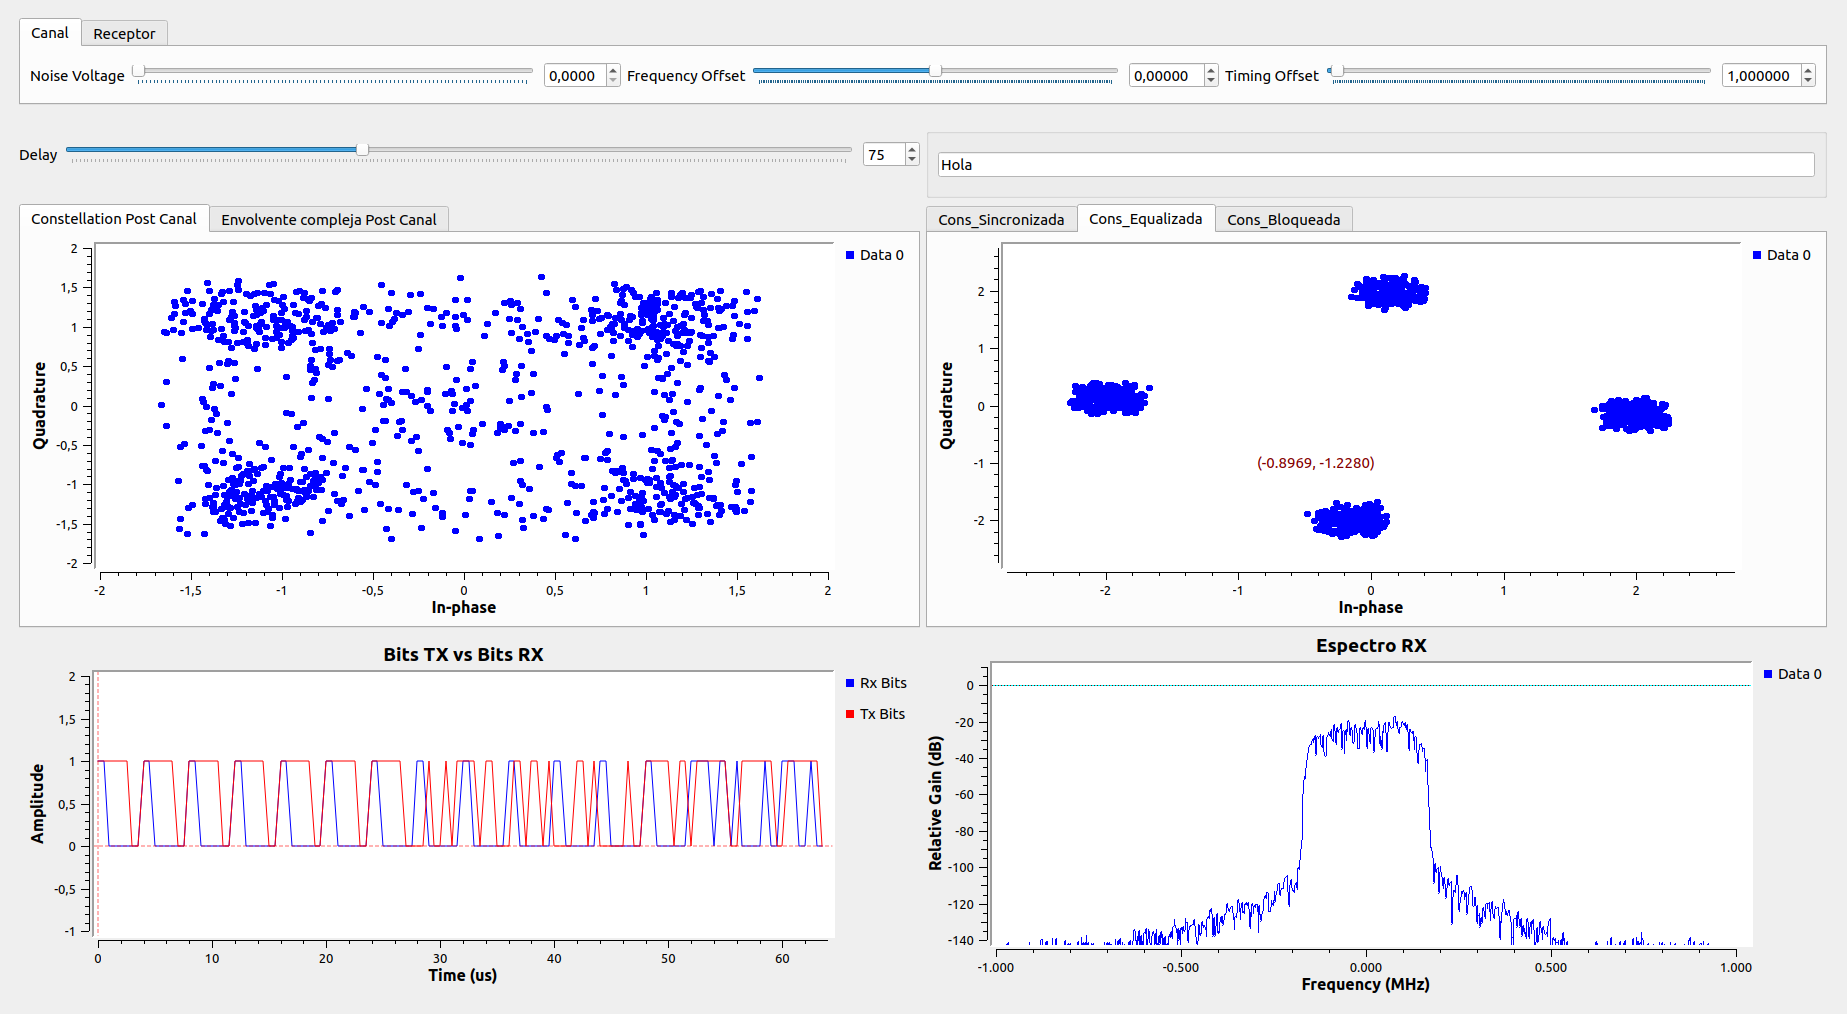 Canal Receptor
Noise Voltage 0,0000 Frequency Offset 0,00000 Timing Offset 1,000000
Delay 75
Hola
Constellation Post Canal Envolvente compleja Post Canal
2
1,5
1
0,5
0
-0,5
-1
-1,5
-2
Quadrature
-2 -1,5 -1 -0,5 0 0,5 1 1,5 2
In-phase
Data 0
Cons_Sincronizada Cons_Equalizada Cons_Bloqueada
2
1
0
-1
-2
Quadrature
(-0.8969, -1.2280)
-2 -1 0 1 2
In-phase
Data 0
Bits TX vs Bits RX
2
1,5
1
0,5
0
-0,5
-1
Amplitude
0 10 20 30 40 50 60
Time (us)
Rx Bits
Tx Bits
Espectro RX
0
-20
-40
-60
-80
-100
-120
-140
Relative Gain (dB)
-1.000 -0.500 0.000 0.500 1.000
Frequency (MHz)
Data 0